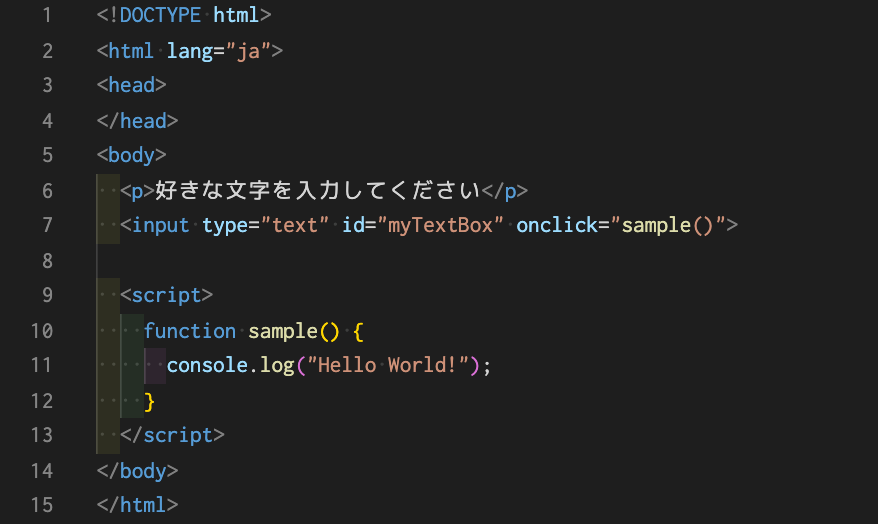 1 <!DOCTYPE html>
2 <html lang="ja">
3 <head>
4 </head>
5 <body>
6 <p>好きな文字を入力してください</p>
7 <input type="text" id="myTextBox" onclick="sample()">
8
9 <script>
10 function sample() {
11 console.log("Hello World!");
12 }
13 </script>
14 </body>
15 </html>